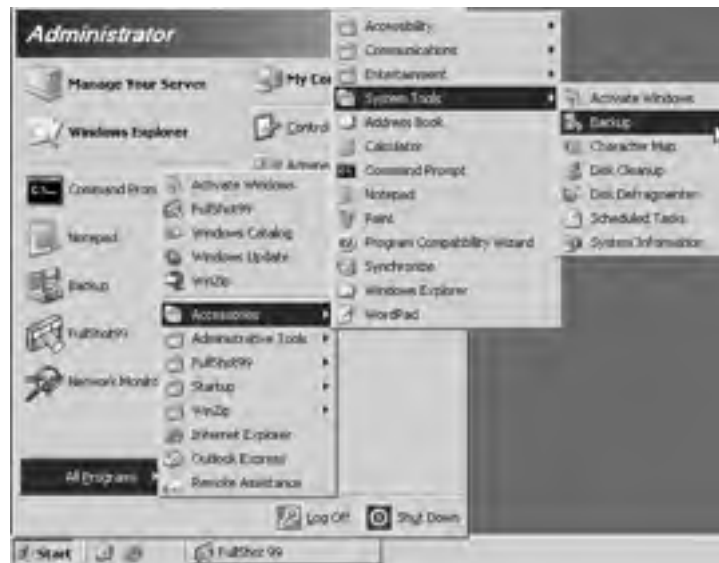 Administrator
Manage Your Server
My Co
Windows Explorer
Control
Command Prom
Notepad
Backup
FullShot99
Network Monito
All Programs
Activate Windows
FullShot99
Windows Catalog
Windows Update
WinZip
Accessories
Administrative Tools
FullShot99
Startup
WinZip
Internet Explorer
Outlook Express
Remote Assistance
Accessibility
Communications
Entertainment
System Tools
Address Book
Calculator
Command Prompt
Notepad
Paint
Program Compatibility Wizard
Synchronize
Windows Explorer
WordPad
Activate Windows
Backup
Character Map
Disk Cleanup
Disk Defragmenter
Scheduled Tasks
System Information
Log Off
Shut Down
Start
FullShot 99